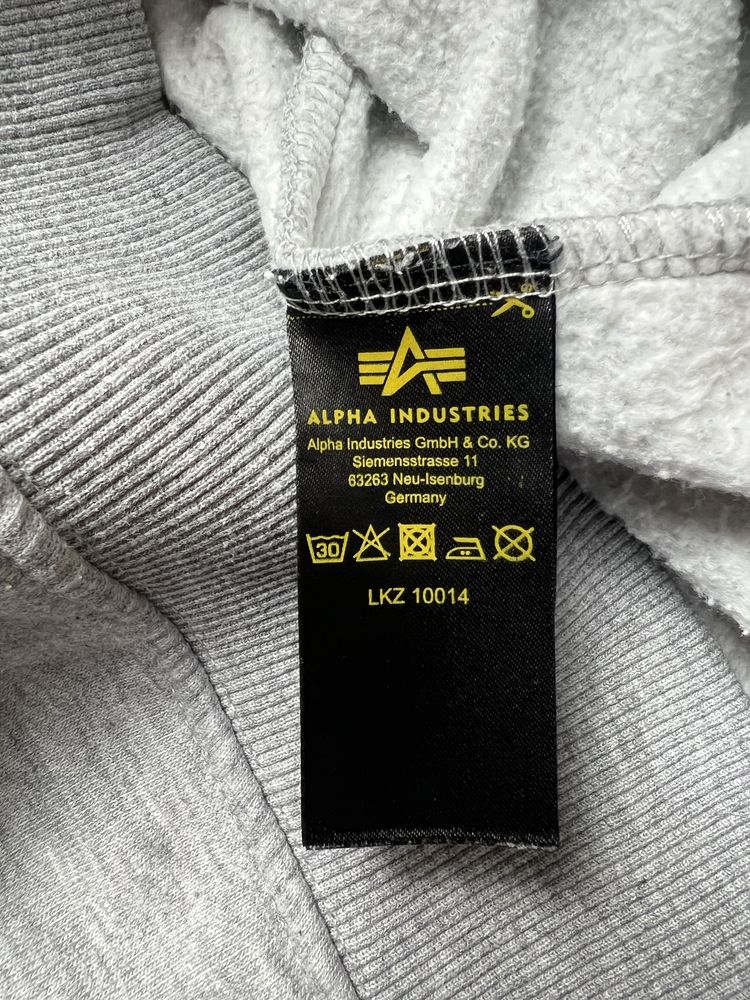 ALPHA INDUSTRIES
Alpha Industries GmbH & Co. KG
Siemensstrasse 11
63263 Neu-Isenburg
Germany
30
LKZ 10014